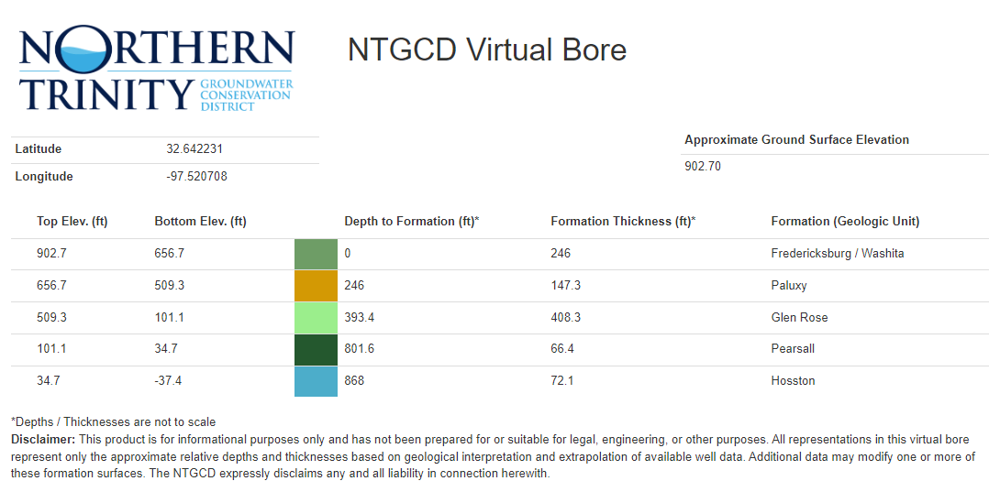 NORTHERN
TRINITY GROUNDWATER CONSERVATION DISTRICT
NTGCD Virtual Bore
Latitude 32.642231
Longitude -97.520708
Approximate Ground Surface Elevation
902.70
Top Elev. (ft) Bottom Elev. (ft) Depth to Formation (ft)* Formation Thickness (ft)* Formation (Geologic Unit)
902.7 656.7 0 246 Fredericksburg / Washita
656.7 509.3 246 147.3 Paluxy
509.3 101.1 393.4 408.3 Glen Rose
101.1 34.7 801.6 66.4 Pearsall
34.7 -37.4 868 72.1 Hosston
*Depths / Thicknesses are not to scale
Disclaimer: This product is for informational purposes only and has not been prepared for or suitable for legal, engineering, or other purposes. All representations in this virtual bore
represent only the approximate relative depths and thicknesses based on geological interpretation and extrapolation of available well data. Additional data may modify one or more of
these formation surfaces. The NTGCD expressly disclaims any and all liability in connection herewith.